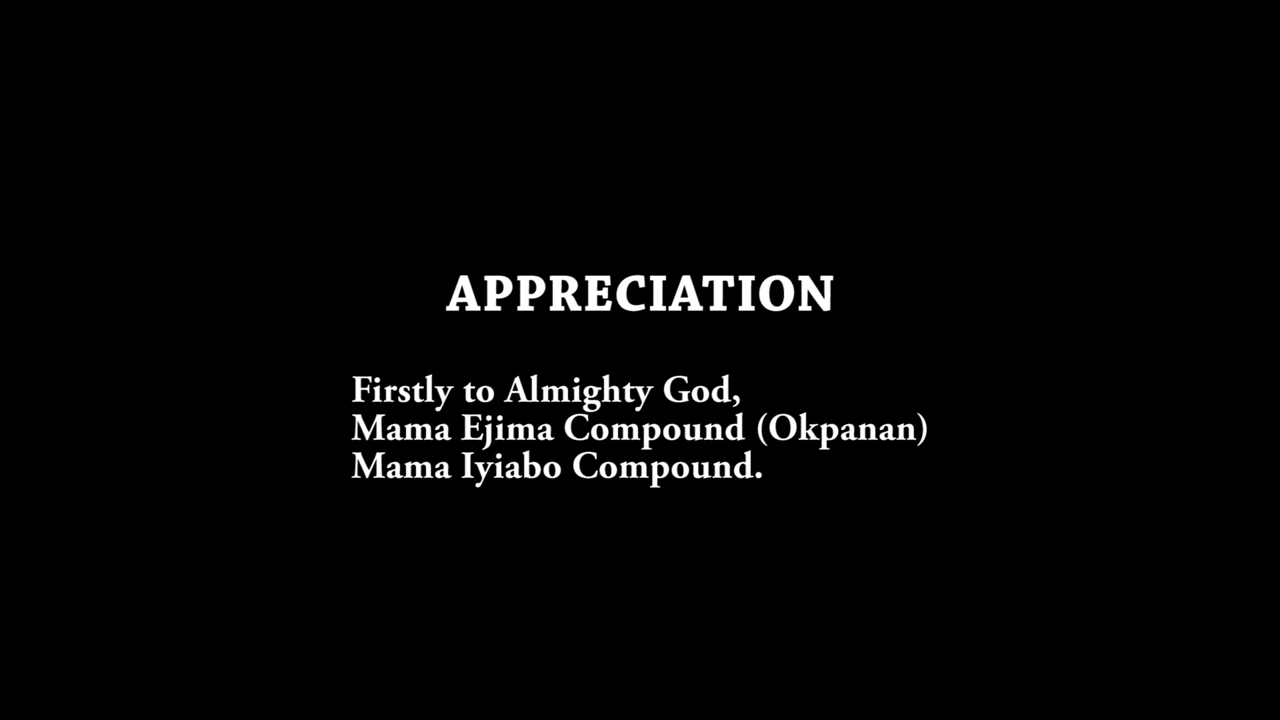 APPRECIATION
Firstly to Almighty God,
Mama Ejima Compound (Okpanan)
Mama Iyiabo Compound.